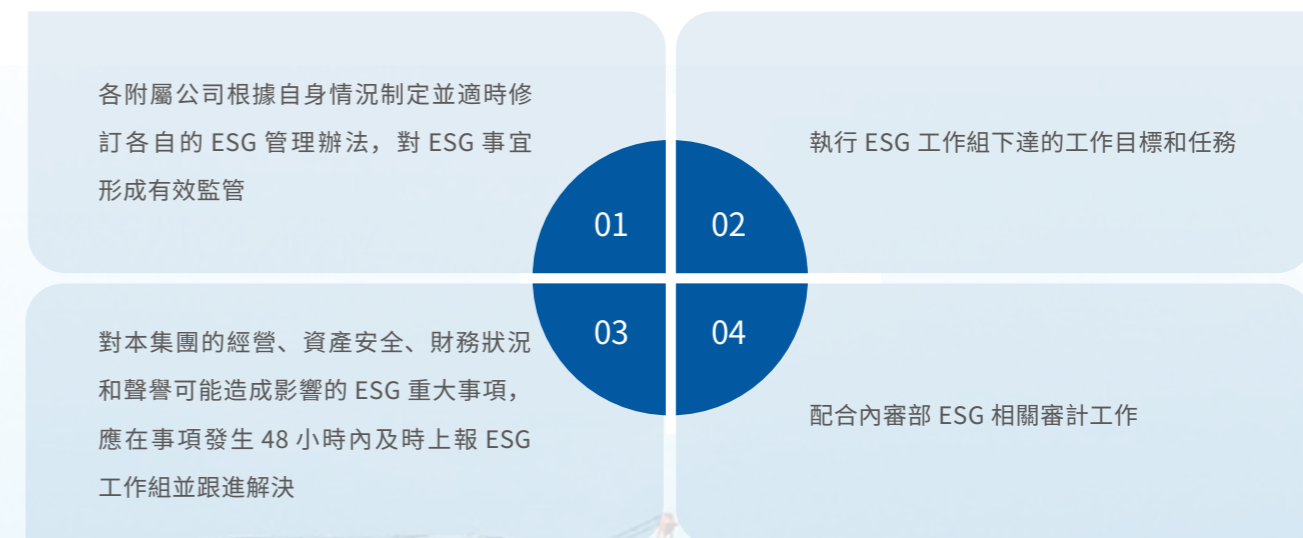 各附屬公司根據自身情況制定並適時修
訂各自的 ESG 管理辦法，對 ESG 事宜
形成有效監管
01
02
執行 ESG 工作組下達的工作目標和任務
對本集團的經營、資產安全、財務狀況
和聲譽可能造成影響的 ESG 重大事項，
應在事項發生 48 小時內及時上報 ESG
工作組並跟進解決
03
04
配合內審部 ESG 相關審計工作